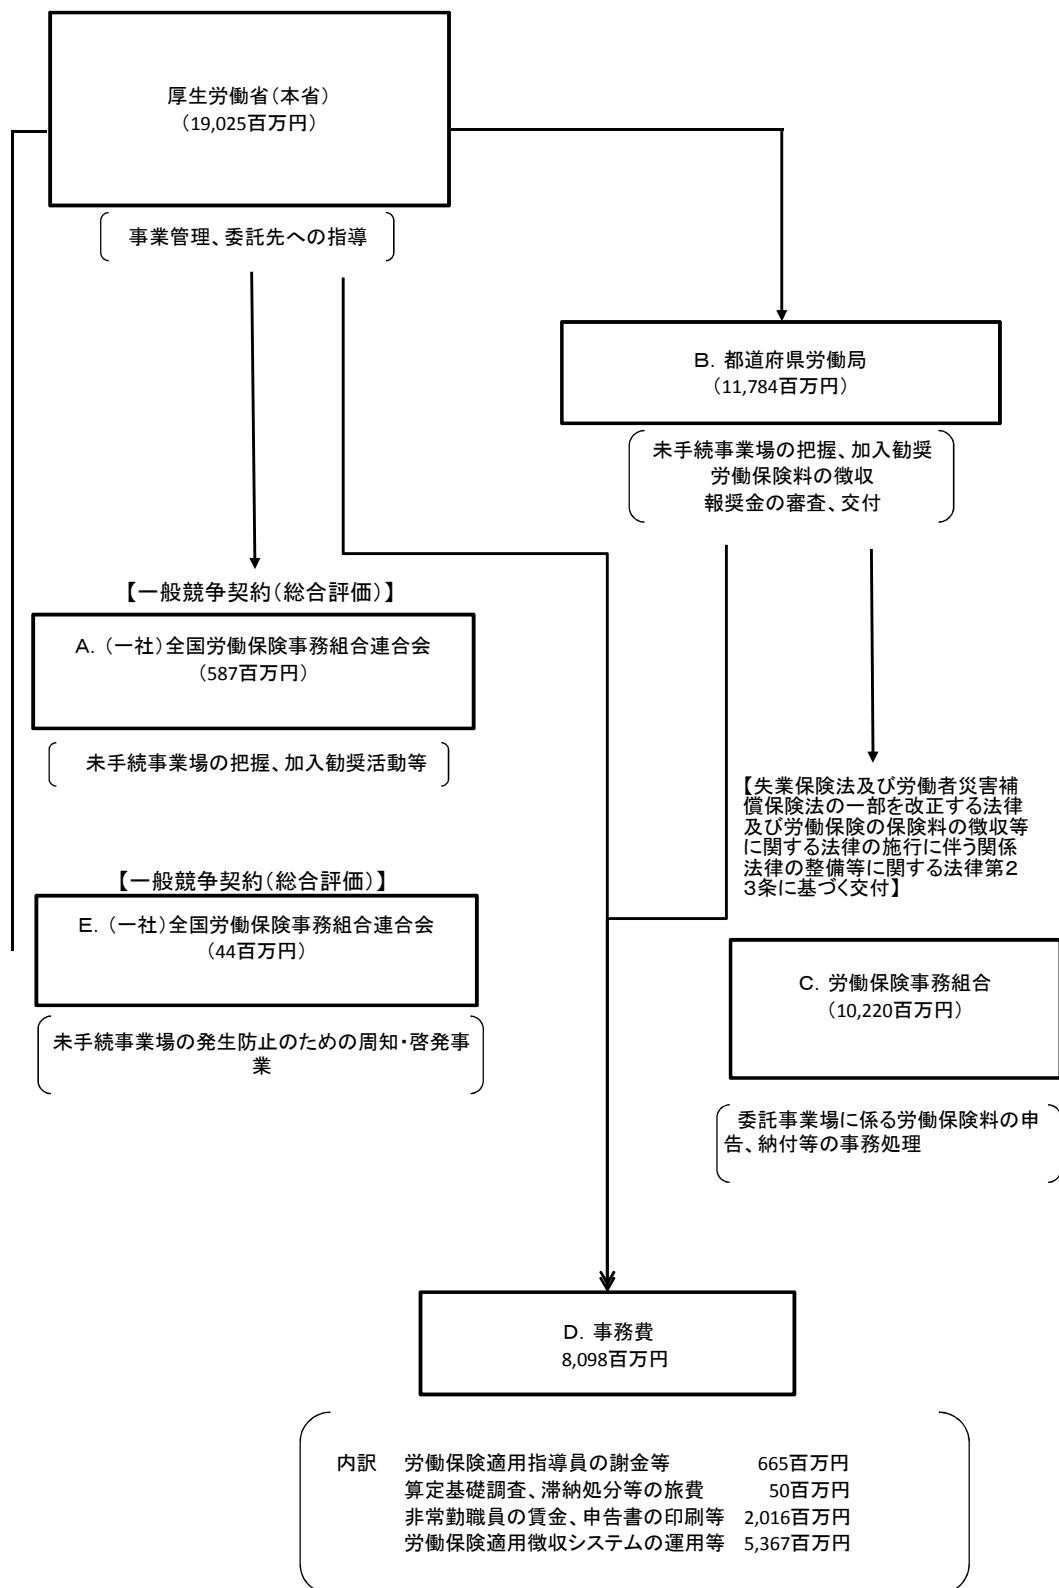 厚生労働省(本省)
(19,025百万円)
事業管理、委託先への指導
B. 都道府県労働局
(11,784百万円)
未手続事業場の把握、加入勧奨
労働保険料の徴収
報奨金の審査、交付
【一般競争契約(総合評価)】
A. (一社)全国労働保険事務組合連合会
(587百万円)
未手続事業場の把握、加入勧奨活動等
【失業保険法及び労働者災害補
償保険法の一部を改正する法律
及び労働保険の保険料の徴収等
に関する法律の施行に伴う関係
法律の整備等に関する法律第2
3条に基づく交付】
【一般競争契約(総合評価)】
E. (一社)全国労働保険事務組合連合会
(44百万円)
未手続事業場の発生防止のための周知・啓発事
業
C. 労働保険事務組合
(10,220百万円)
委託事業場に係る労働保険料の申
告、納付等の事務処理
D. 事務費
8,098百万円
内訳 労働保険適用指導員の謝金等 665百万円
算定基礎調査、滞納処分等の旅費 50百万円
非常勤職員の賃金、申告書の印刷等 2,016百万円
労働保険適用徴収システムの運用等 5,367百万円